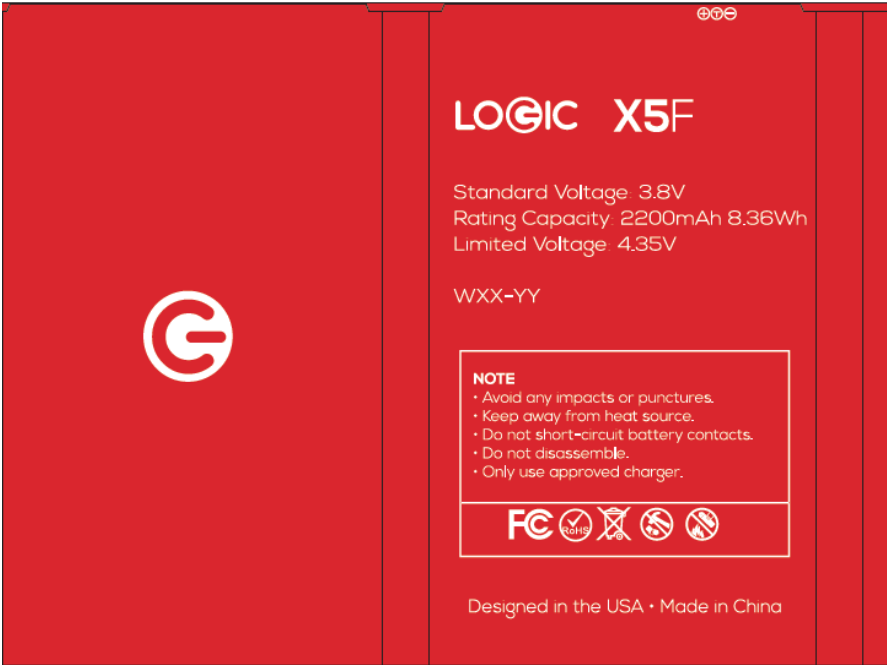 LOGIC X5F
Standard Voltage: 3.8V
Rating Capacity: 2200mAh 8.36Wh
Limited Voltage: 4.35V
WXX-YY
NOTE
• Avoid any impacts or punctures.
• Keep away from heat source.
• Do not short-circuit battery contacts.
• Do not disassemble.
• Only use approved charger.
FC RoHS
Designed in the USA • Made in China